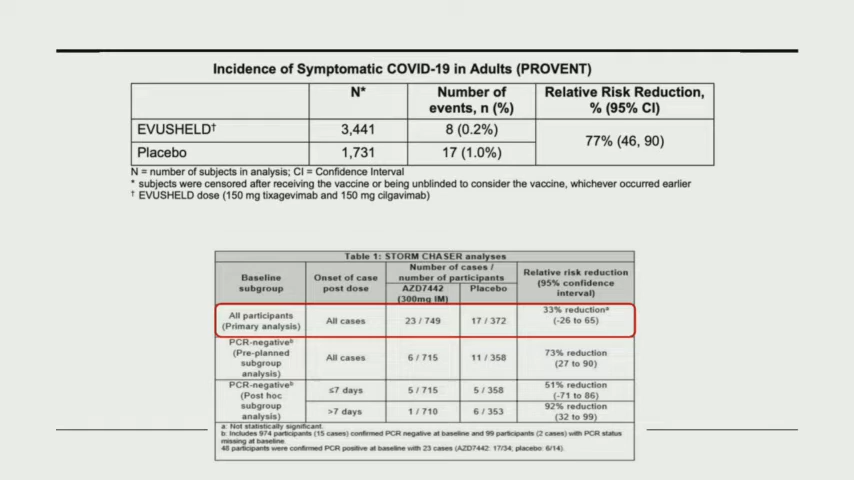 Incidence of Symptomatic COVID-19 in Adults (PROVENT)
N* Number of events, n (%) Relative Risk Reduction, % (95% CI)
EVUSHELD† 3,441 8 (0.2%) 77% (46, 90)
Placebo 1,731 17 (1.0%)
N = number of subjects in analysis; CI = Confidence Interval
* subjects were censored after receiving the vaccine or being unblinded to consider the vaccine, whichever occurred earlier
† EVUSHELD dose (150 mg tixagevimab and 150 mg cilgavimab)
Table 1: STORM CHASER analyses
Baseline subgroup Onset of case post dose Number of cases / number of participants Relative risk reduction (95% confidence interval)
AZD7442 (300mg IM) Placebo
All participants (Primary analysis) All cases 23 / 749 17 / 372 33% reductionᵃ (-26 to 65)
PCR-negativeᵇ (Pre-planned subgroup analysis) All cases 6 / 715 11 / 358 73% reduction (27 to 90)
PCR-negativeᵇ (Post hoc subgroup analysis) ≤7 days 5 / 715 5 / 358 51% reduction (-71 to 86)
>7 days 1 / 710 6 / 353 92% reduction (32 to 99)
a: Not statistically significant.
b: Includes 974 participants (15 cases) confirmed PCR negative at baseline and 99 participants (2 cases) with PCR status
missing at baseline.
48 participants were confirmed PCR positive at baseline with 23 cases (AZD7442: 17/34; placebo: 6/14).